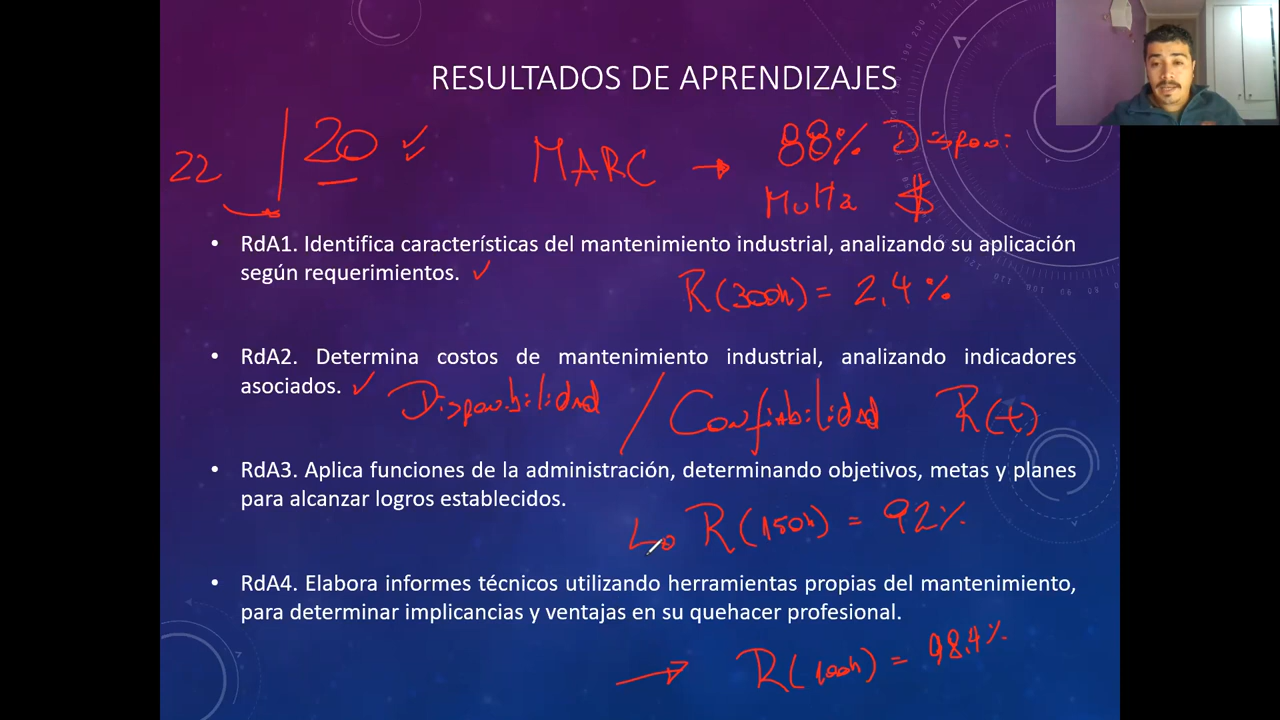 RESULTADOS DE APRENDIZAJES
22 | 20
MARC → 88% Dispon:
Multa $
• RdA1. Identifica características del mantenimiento industrial, analizando su aplicación
según requerimientos. ✓
R(300h) = 2,4%
• RdA2. Determina costos de mantenimiento industrial, analizando indicadores
asociados. ✓
Disponibilidad / Confiabilidad R(t)
• RdA3. Aplica funciones de la administración, determinando objetivos, metas y planes
para alcanzar logros establecidos.
R(150h) = 92%
• RdA4. Elabora informes técnicos utilizando herramientas propias del mantenimiento,
para determinar implicancias y ventajas en su quehacer profesional.
→ R(100h) = 98.4%